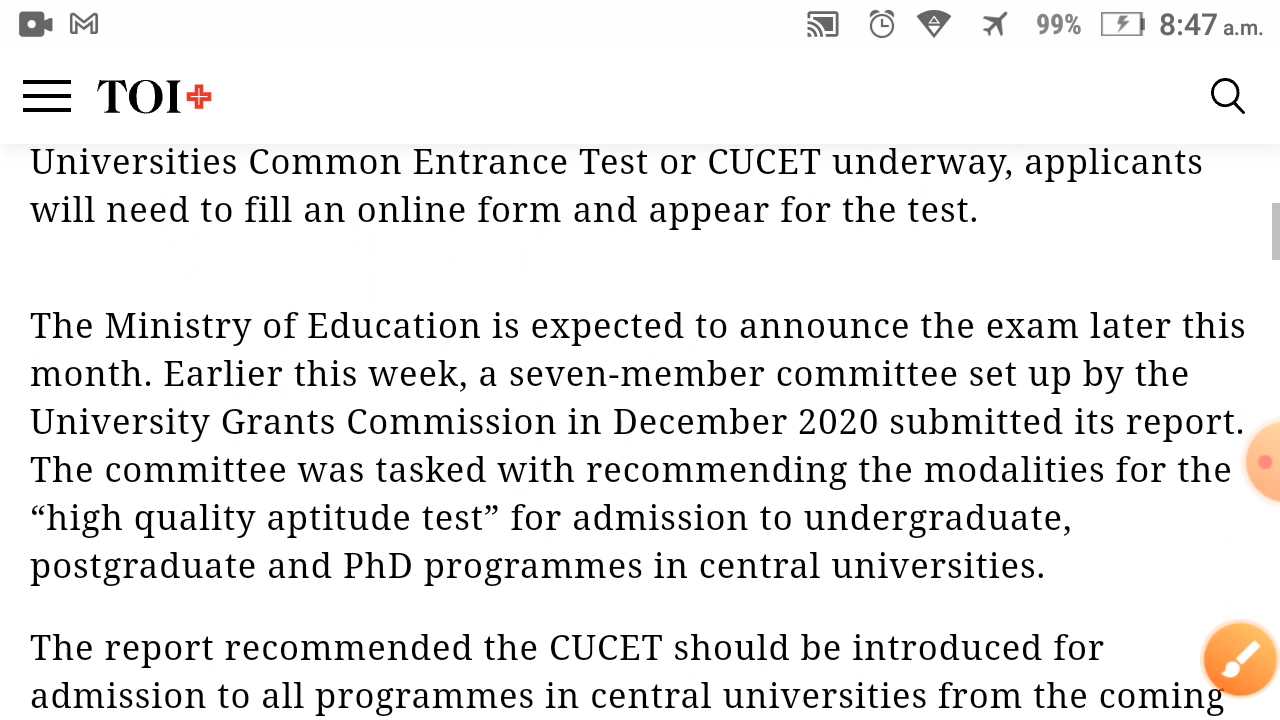 99% 8:47 a.m.
TOI+
Universities Common Entrance Test or CUCET underway, applicants
will need to fill an online form and appear for the test.
The Ministry of Education is expected to announce the exam later this
month. Earlier this week, a seven-member committee set up by the
University Grants Commission in December 2020 submitted its report.
The committee was tasked with recommending the modalities for the
“high quality aptitude test” for admission to undergraduate,
postgraduate and PhD programmes in central universities.
The report recommended the CUCET should be introduced for
admission to all programmes in central universities from the coming